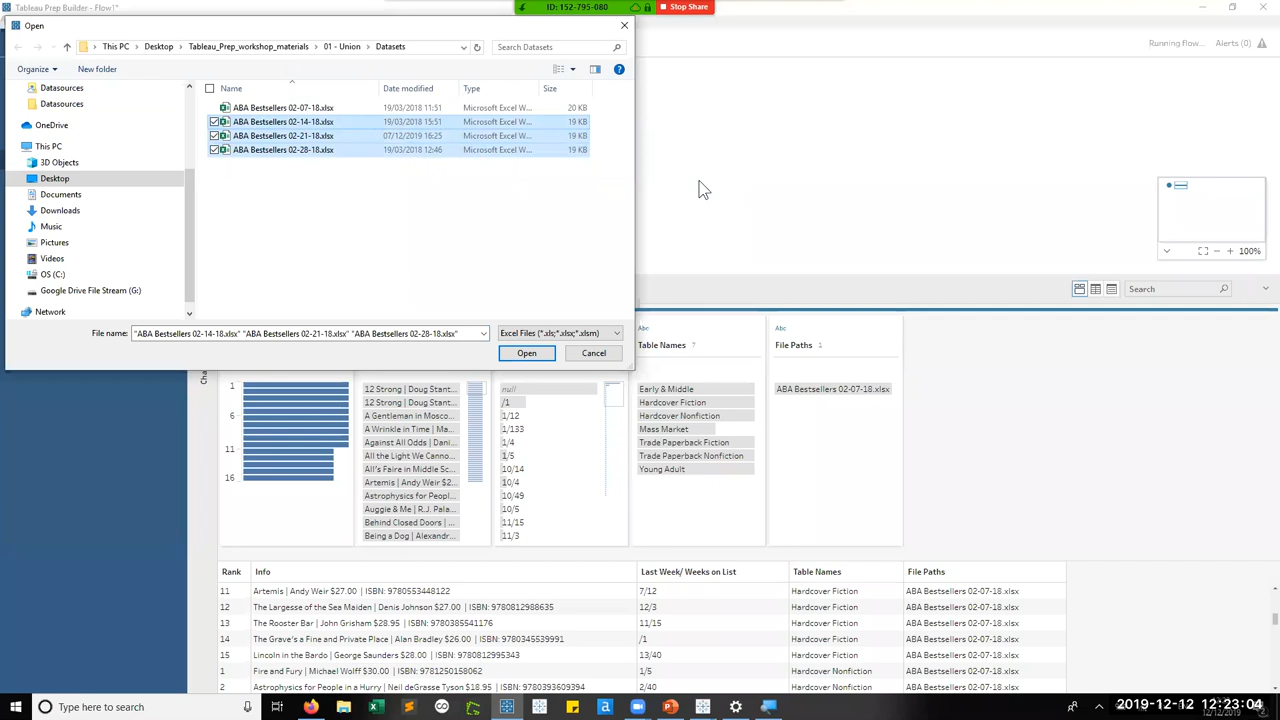 Tableau Prep Builder - Flow1*
ID: 152-795-080
Stop Share
Open
This PC > Desktop > Tableau_Prep_workshop_materials > 01 - Union > Datasets
Search Datasets
Running flow...
Alerts (0)
Organize
New folder
Datasources
Datasources
OneDrive
This PC
3D Objects
Desktop
Documents
Downloads
Music
Pictures
Videos
OS (C:)
Google Drive File Stream (G:)
Network
Name Date modified Type Size
ABA Bestsellers 02-07-18.xlsx 19/03/2018 11:51 Microsoft Excel W... 20 KB
ABA Bestsellers 02-14-18.xlsx 19/03/2018 15:51 Microsoft Excel W... 19 KB
ABA Bestsellers 02-21-18.xlsx 07/12/2019 16:25 Microsoft Excel W... 19 KB
ABA Bestsellers 02-28-18.xlsx 19/03/2018 12:46 Microsoft Excel W... 19 KB
File name: "ABA Bestsellers 02-14-18.xlsx" "ABA Bestsellers 02-21-18.xlsx" "ABA Bestsellers 02-28-18.xlsx"
Excel Files (*.xls;*.xlsx;*.xlsm)
Open
Cancel
100%
Search
1
6
11
16
12 Strong | Doug Stant...
12 Strong | Doug Stant...
A Gentleman in Mosco...
A Wrinkle in Time | Ma...
Against All Odds | Dani...
All the Light We Canno...
All's Faire in Middle Sc...
Artemis | Andy Weir $2...
Astrophysics for Peopl...
Auggie & Me | R.J. Pala...
Behind Closed Doors | ...
Being a Dog | Alexandr...
null
/1
1/12
1/133
1/4
1/5
10/14
10/4
10/49
10/5
11/15
11/3
Abc
Table Names 7
Early & Middle
Hardcover Fiction
Hardcover Nonfiction
Mass Market
Trade Paperback Fiction
Trade Paperback Nonfiction
Young Adult
Abc
File Paths 1
ABA Bestsellers 02-07-18.xlsx
Rank Info Last Week/ Weeks on List Table Names File Paths
11 Artemis | Andy Weir $27.00 | ISBN: 9780553448122 7/12 Hardcover Fiction ABA Bestsellers 02-07-18.xlsx
12 The Largesse of the Sea Maiden | Denis Johnson $27.00 | ISBN: 9780812988635 12/3 Hardcover Fiction ABA Bestsellers 02-07-18.xlsx
13 The Rooster Bar | John Grisham $28.95 | ISBN: 9780385541176 11/15 Hardcover Fiction ABA Bestsellers 02-07-18.xlsx
14 The Grave's a Fine and Private Place | Alan Bradley $26.00 | ISBN: 9780345539991 /1 Hardcover Fiction ABA Bestsellers 02-07-18.xlsx
15 Lincoln in the Bardo | George Saunders $28.00 | ISBN: 9780812995343 13/40 Hardcover Fiction ABA Bestsellers 02-07-18.xlsx
1 Fire and Fury | Michael Wolff $30.00 | ISBN: 9781250158062 1/5 Hardcover Nonfiction ABA Bestsellers 02-07-18.xlsx
2 Astrophysics for People in a Hurry | Neil deGrasse Tyson $18.95 | ISBN: 9780393609394 2/40 Hardcover Nonfiction ABA Bestsellers 02-07-18.xlsx
Type here to search
2019-12-12 12:23:04